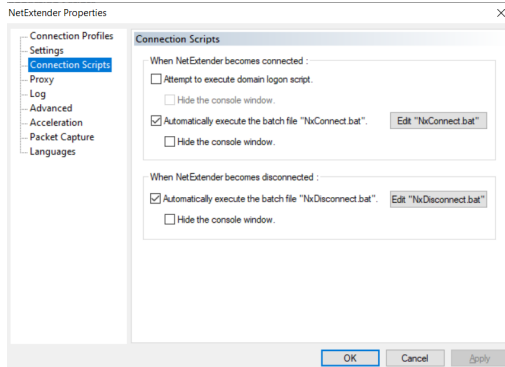 NetExtender Properties
Connection Profiles
Settings
Connection Scripts
Proxy
Log
Advanced
Acceleration
Packet Capture
Languages
Connection Scripts
When NetExtender becomes connected :
Attempt to execute domain logon script.
Hide the console window.
Automatically execute the batch file "NxConnect.bat".
Edit "NxConnect.bat"
Hide the console window.
When NetExtender becomes disconnected :
Automatically execute the batch file "NxDisconnect.bat".
Edit "NxDisconnect.bat"
Hide the console window.
OK
Cancel
Apply